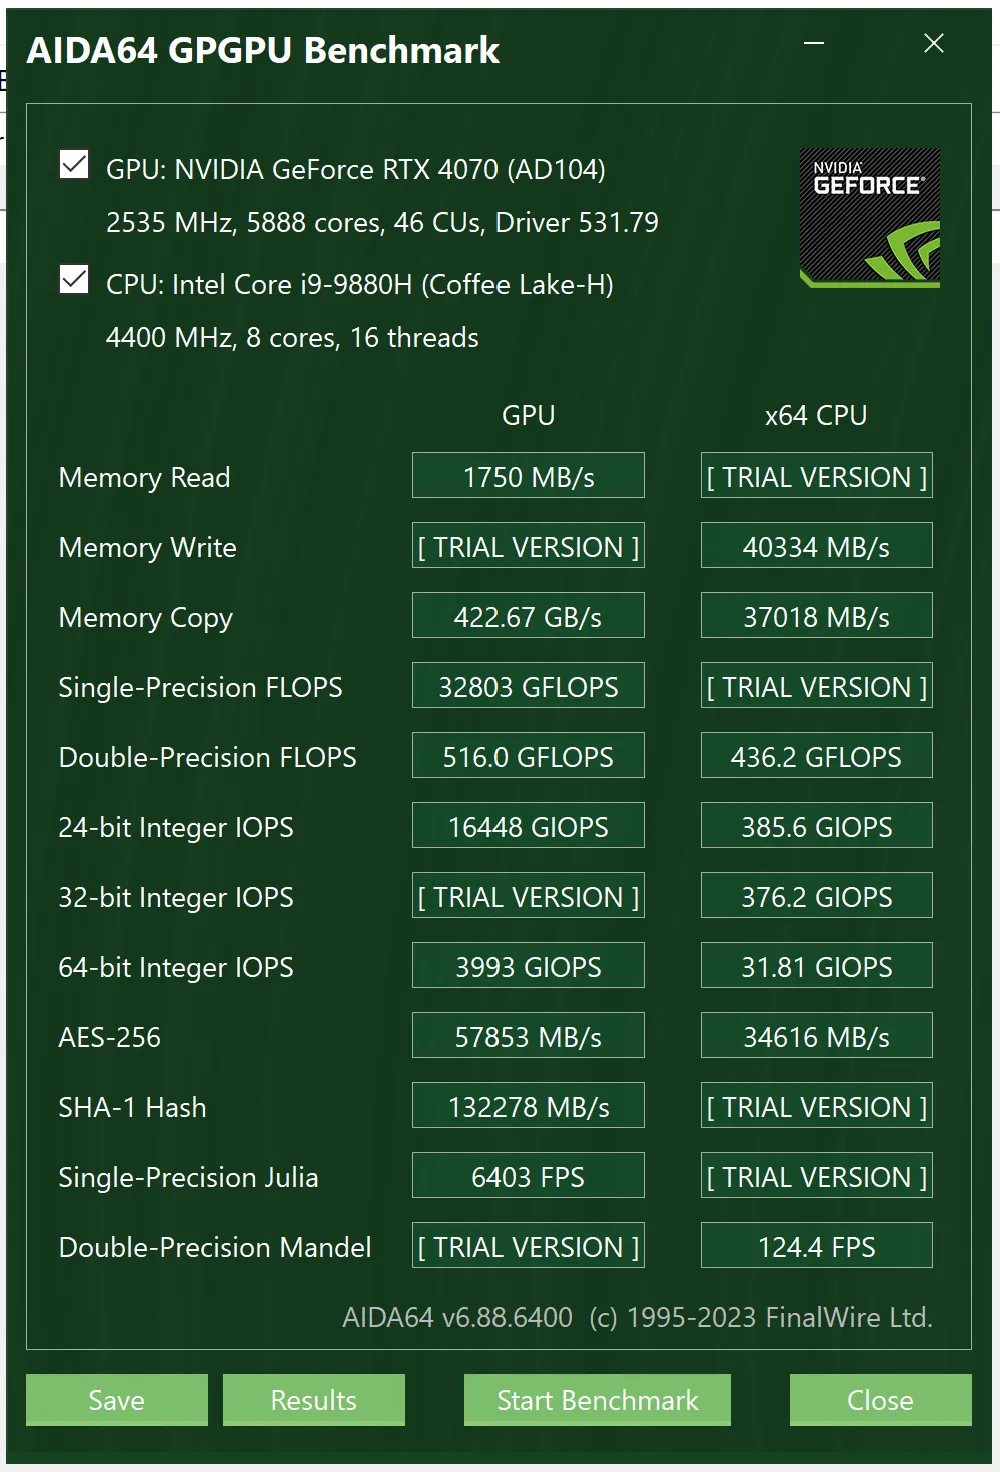 AIDA64 GPGPU Benchmark
GPU: NVIDIA GeForce RTX 4070 (AD104)
2535 MHz, 5888 cores, 46 CUs, Driver 531.79
NVIDIA
GEFORCE
CPU: Intel Core i9-9880H (Coffee Lake-H)
4400 MHz, 8 cores, 16 threads
GPU x64 CPU
Memory Read 1750 MB/s [ TRIAL VERSION ]
Memory Write [ TRIAL VERSION ] 40334 MB/s
Memory Copy 422.67 GB/s 37018 MB/s
Single-Precision FLOPS 32803 GFLOPS [ TRIAL VERSION ]
Double-Precision FLOPS 516.0 GFLOPS 436.2 GFLOPS
24-bit Integer IOPS 16448 GIOPS 385.6 GIOPS
32-bit Integer IOPS [ TRIAL VERSION ] 376.2 GIOPS
64-bit Integer IOPS 3993 GIOPS 31.81 GIOPS
AES-256 57853 MB/s 34616 MB/s
SHA-1 Hash 132278 MB/s [ TRIAL VERSION ]
Single-Precision Julia 6403 FPS [ TRIAL VERSION ]
Double-Precision Mandel [ TRIAL VERSION ] 124.4 FPS
AIDA64 v6.88.6400 (c) 1995-2023 FinalWire Ltd.
Save Results Start Benchmark Close